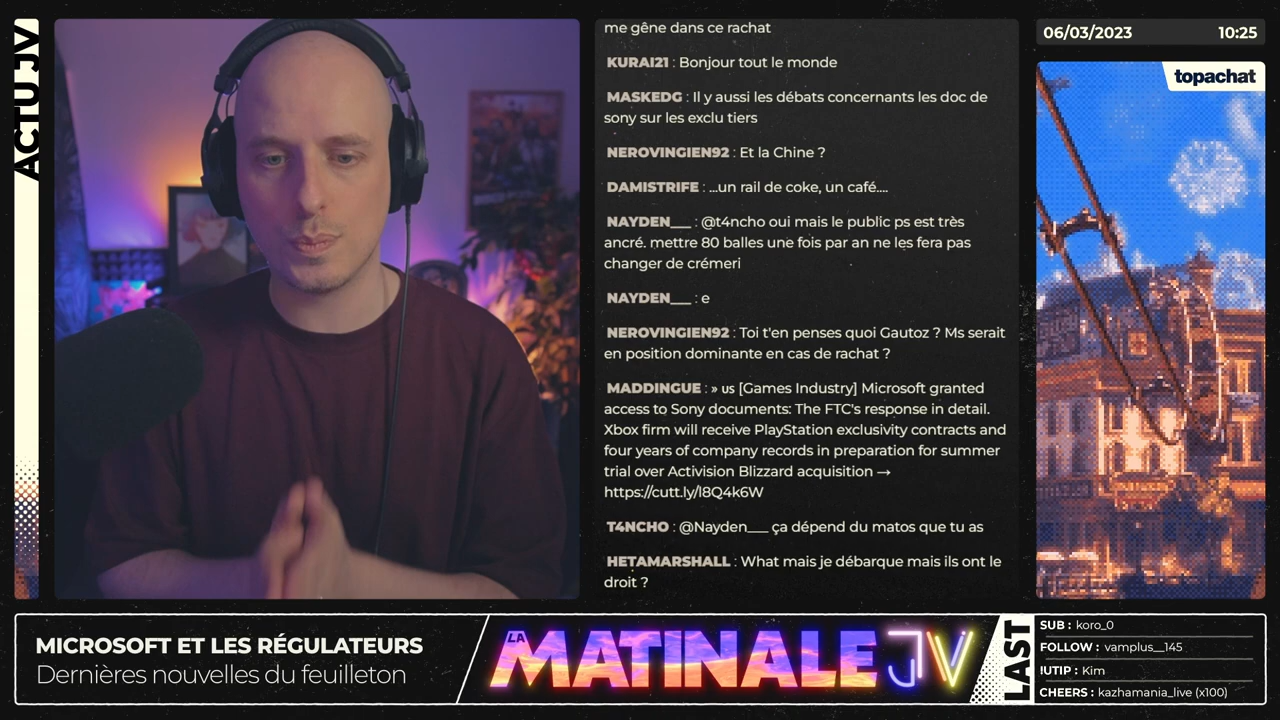 ACTU JV
me gêne dans ce rachat
KURAI21 : Bonjour tout le monde
MASKEDG : Il y aussi les débats concernants les doc de
sony sur les exclu tiers
NEROVINGIEN92 : Et la Chine ?
DAMISTRIFE : ...un rail de coke, un café....
NAYDEN___ : @t4ncho oui mais le public ps est très
ancré. mettre 80 balles une fois par an ne les fera pas
changer de crémeri
NAYDEN___ : e
NEROVINGIEN92 : Toi t'en penses quoi Gautoz ? Ms serait
en position dominante en cas de rachat ?
MADDINGUE : » us [Games Industry] Microsoft granted
access to Sony documents: The FTC's response in detail.
Xbox firm will receive PlayStation exclusivity contracts and
four years of company records in preparation for summer
trial over Activision Blizzard acquisition →
https://cutt.ly/l8Q4k6W
T4NCHO : @Nayden___ ça dépend du matos que tu as
HETAMARSHALL : What mais je débarque mais ils ont le
droit ?
06/03/2023 10:25
topachat
MICROSOFT ET LES RÉGULATEURS
Dernières nouvelles du feuilleton
LA MATINALE JV
LAST
SUB : koro_0
FOLLOW : vamplus__145
IUTIP : Kim
CHEERS : kazhamania_live (x100)